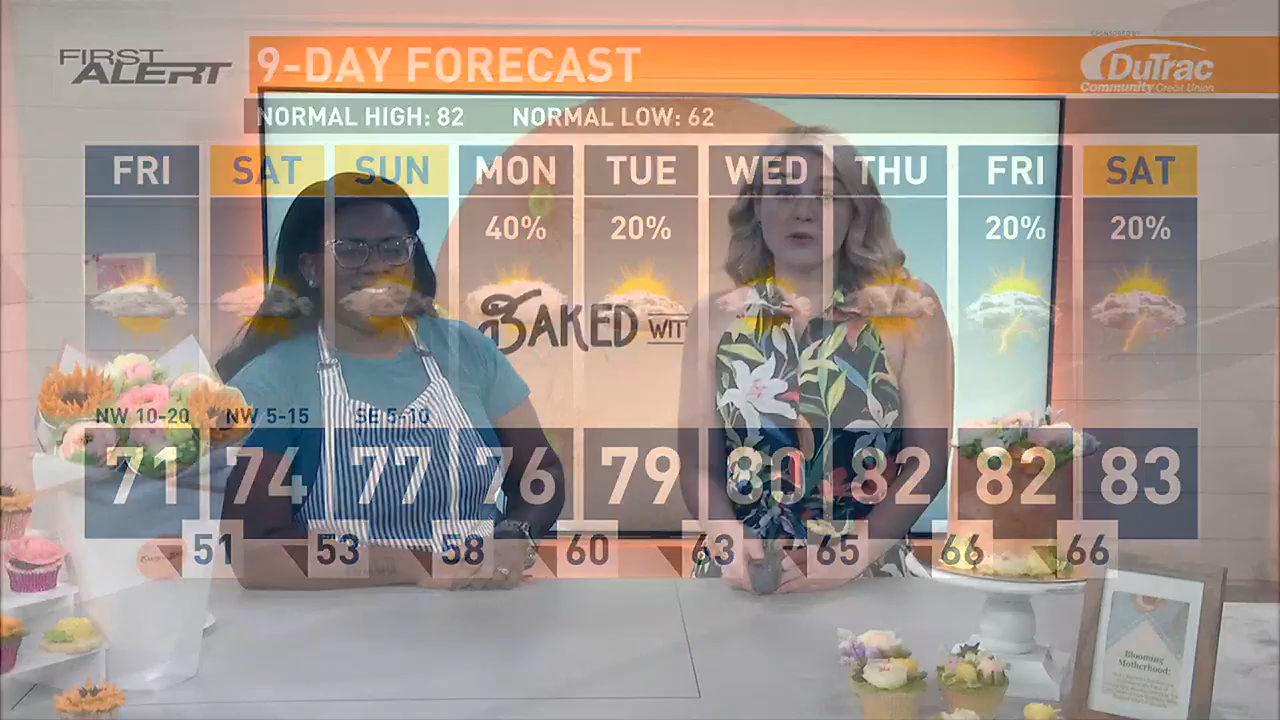 FIRST
ALERT
9-DAY FORECAST
SPONSORED BY
DuTrac
Community Credit Union
NORMAL HIGH: 82 NORMAL LOW: 62
FRI SAT SUN MON TUE WED THU FRI SAT
40% 20% 20% 20%
BAKED WIT
NW 10-20 NW 5-15 SE 5-10
71 74 77 76 79 80 82 82 83
51 53 58 60 63 65 66 66
Blooming
Motherhood: